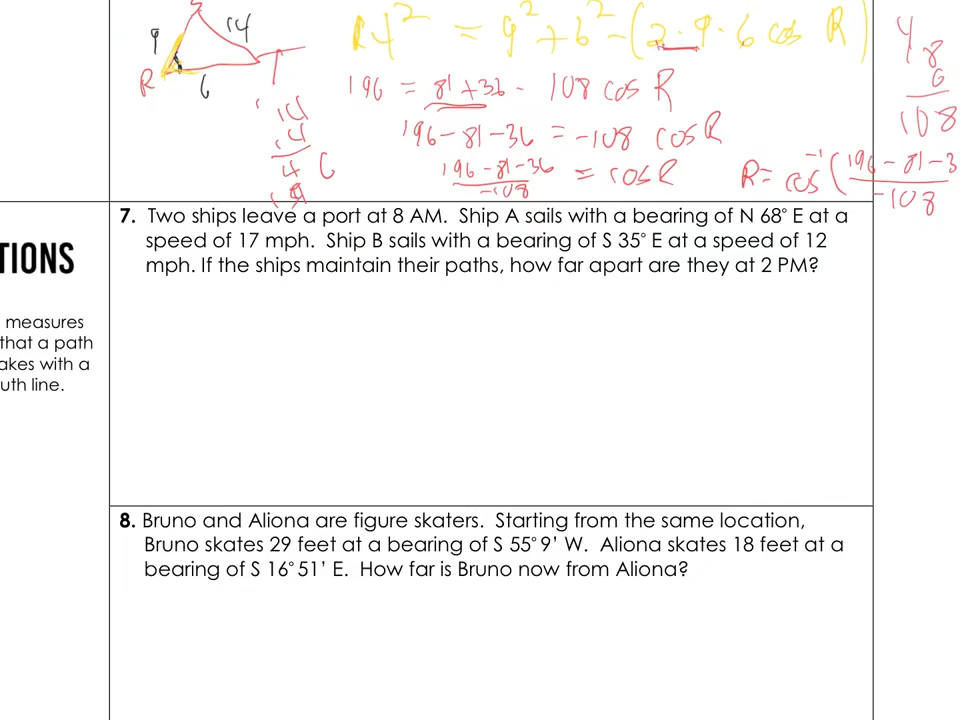 S
9
14
R
6
T
14² = 9² + 6² - (2·9·6 cos R)
196 = 81+36 - 108 cos R
196-81-36 = -108 cos R
196-81-36 = cos R
-108
R = cos⁻¹(196-81-3
-108
14
14
6
108
TIONS
measures
that a path
akes with a
uth line.
7. Two ships leave a port at 8 AM. Ship A sails with a bearing of N 68° E at a
speed of 17 mph. Ship B sails with a bearing of S 35° E at a speed of 12
mph. If the ships maintain their paths, how far apart are they at 2 PM?
8. Bruno and Aliona are figure skaters. Starting from the same location,
Bruno skates 29 feet at a bearing of S 55° 9' W. Aliona skates 18 feet at a
bearing of S 16° 51' E. How far is Bruno now from Aliona?